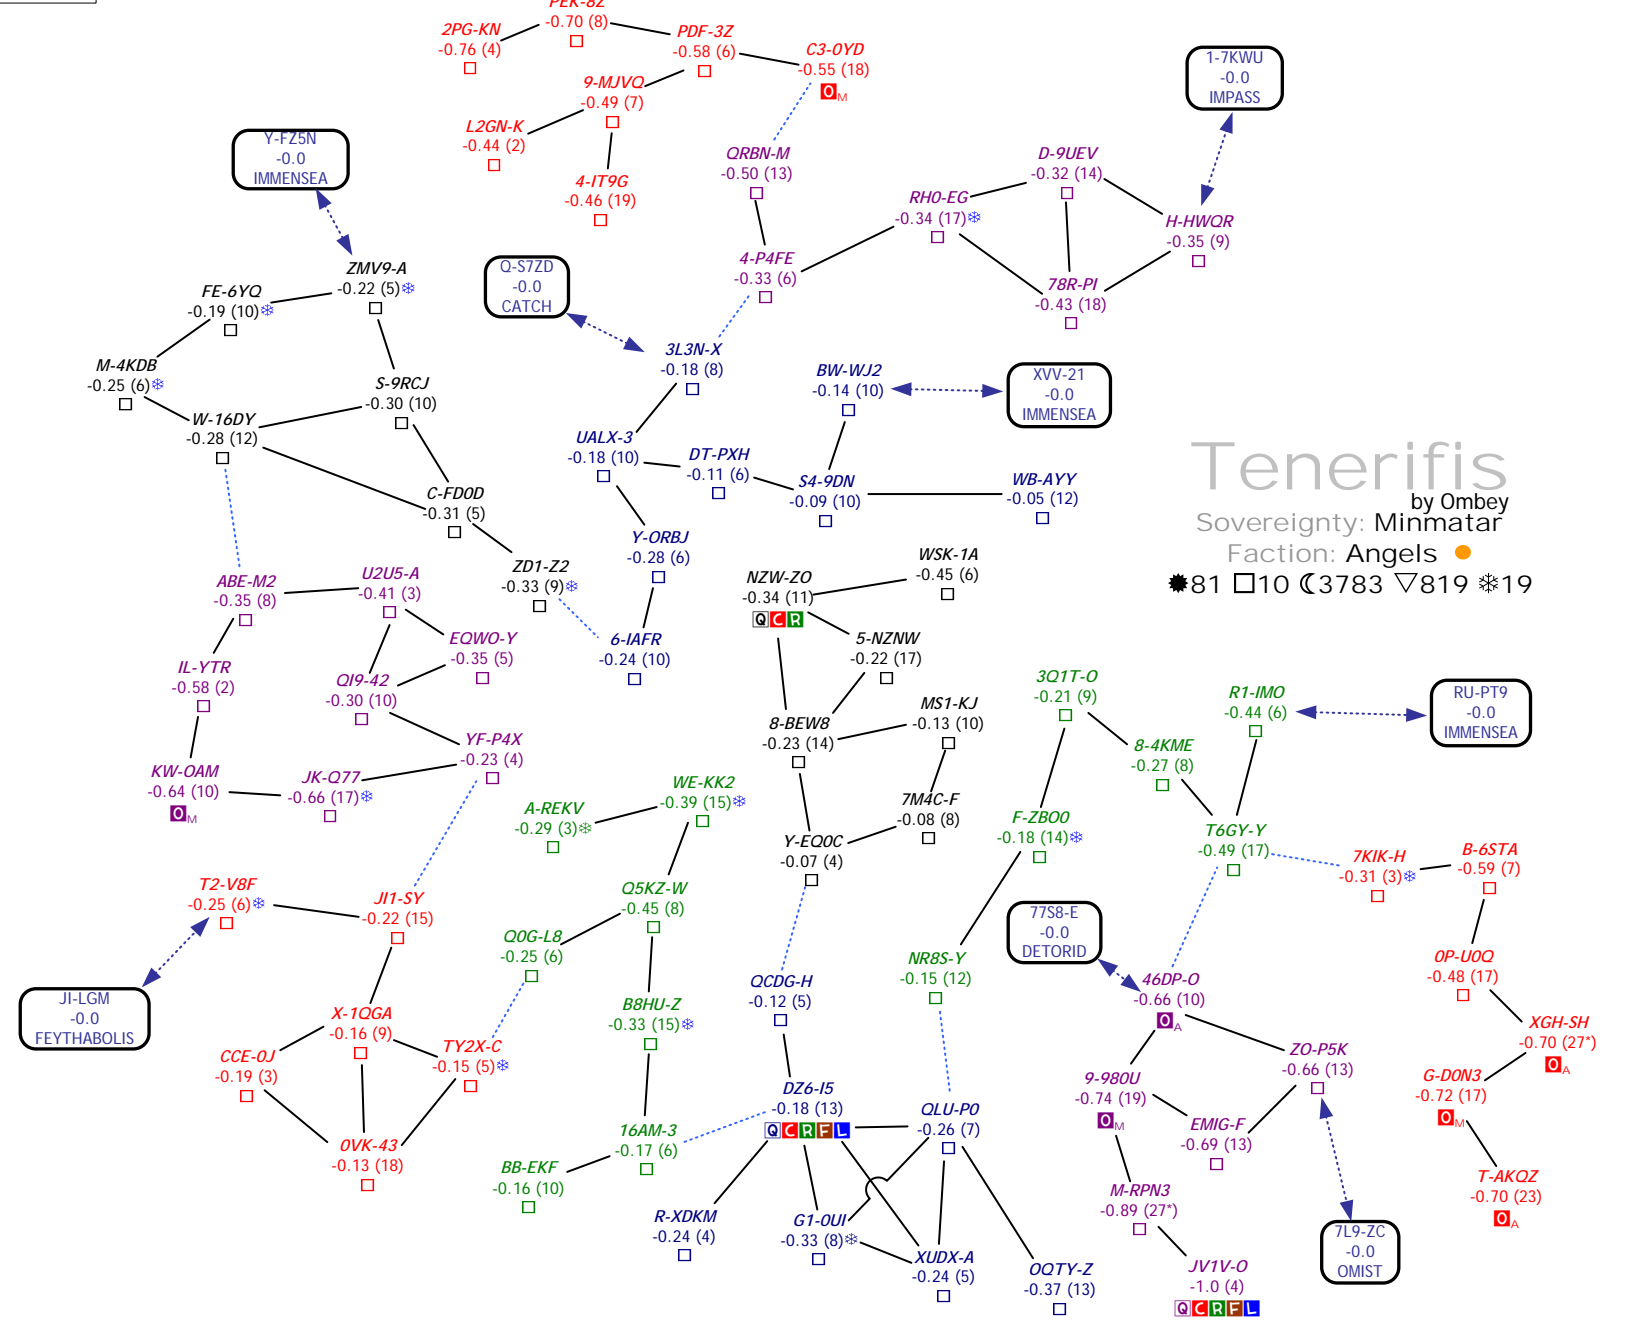 PEK-8Z
-0.70 (8)
2PG-KN
-0.76 (4)
PDF-3Z
-0.58 (6)
C3-0YD
-0.55 (18)
0M
9-MJVQ
-0.49 (7)
L2GN-K
-0.44 (2)
4-IT9G
-0.46 (19)
1-7KWU
-0.0
IMPASS
Y-FZ5N
-0.0
IMMENSEA
QRBN-M
-0.50 (13)
D-9UEV
-0.32 (14)
RH0-EG
-0.34 (17)❄
H-HWQR
-0.35 (9)
4-P4FE
-0.33 (6)
78R-PI
-0.43 (18)
Q-S7ZD
-0.0
CATCH
ZMV9-A
-0.22 (5)❄
FE-6YQ
-0.19 (10)❄
M-4KDB
-0.25 (6)❄
S-9RCJ
-0.30 (10)
W-16DY
-0.28 (12)
3L3N-X
-0.18 (8)
BW-WJ2
-0.14 (10)
XVV-21
-0.0
IMMENSEA
UALX-3
-0.18 (10)
DT-PXH
-0.11 (6)
S4-9DN
-0.09 (10)
WB-AYY
-0.05 (12)
Tenerifis
by Ombey
Sovereignty: Minmatar
Faction: Angels
81 10 3783 819 ❄19
C-FD0D
-0.31 (5)
Y-ORBJ
-0.28 (6)
ZD1-Z2
-0.33 (9)❄
6-IAFR
-0.24 (10)
ABE-M2
-0.35 (8)
U2U5-A
-0.41 (3)
EQWO-Y
-0.35 (5)
IL-YTR
-0.58 (2)
QI9-42
-0.30 (10)
YF-P4X
-0.23 (4)
KW-OAM
-0.64 (10)
0M
JK-Q77
-0.66 (17)❄
WSK-1A
-0.45 (6)
NZW-ZO
-0.34 (11)
QCR
5-NZNW
-0.22 (17)
8-BEW8
-0.23 (14)
MS1-KJ
-0.13 (10)
7M4C-F
-0.08 (8)
Y-EQ0C
-0.07 (4)
3Q1T-O
-0.21 (9)
R1-IMO
-0.44 (6)
RU-PT9
-0.0
IMMENSEA
8-4KME
-0.27 (8)
F-ZBO0
-0.18 (14)❄
T6GY-Y
-0.49 (17)
7KIK-H
-0.31 (3)❄
B-6STA
-0.59 (7)
WE-KK2
-0.39 (15)❄
A-REKV
-0.29 (3)❄
Q5KZ-W
-0.45 (8)
Q0G-L8
-0.25 (6)
T2-V8F
-0.25 (6)❄
JI1-SY
-0.22 (15)
77S8-E
-0.0
DETORID
NR8S-Y
-0.15 (12)
46DP-O
-0.66 (10)
0A
0P-U0Q
-0.48 (17)
QCDG-H
-0.12 (5)
B8HU-Z
-0.33 (15)❄
JI-LGM
-0.0
FEYTHABOLIS
X-1QGA
-0.16 (9)
CCE-0J
-0.19 (3)
TY2X-C
-0.15 (5)❄
XGH-SH
-0.70 (27*)
0A
ZO-P5K
-0.66 (13)
9-980U
-0.74 (19)
0M
G-D0N3
-0.72 (17)
0M
DZ6-I5
-0.18 (13)
QCRFL
QLU-P0
-0.26 (7)
EMIG-F
-0.69 (13)
0VK-43
-0.13 (18)
16AM-3
-0.17 (6)
BB-EKF
-0.16 (10)
M-RPN3
-0.89 (27*)
T-AKQZ
-0.70 (23)
0A
R-XDKM
-0.24 (4)
G1-0UI
-0.33 (8)❄
XUDX-A
-0.24 (5)
OQTY-Z
-0.37 (13)
7L9-ZC
-0.0
OMIST
JV1V-O
-1.0 (4)
QCRFL